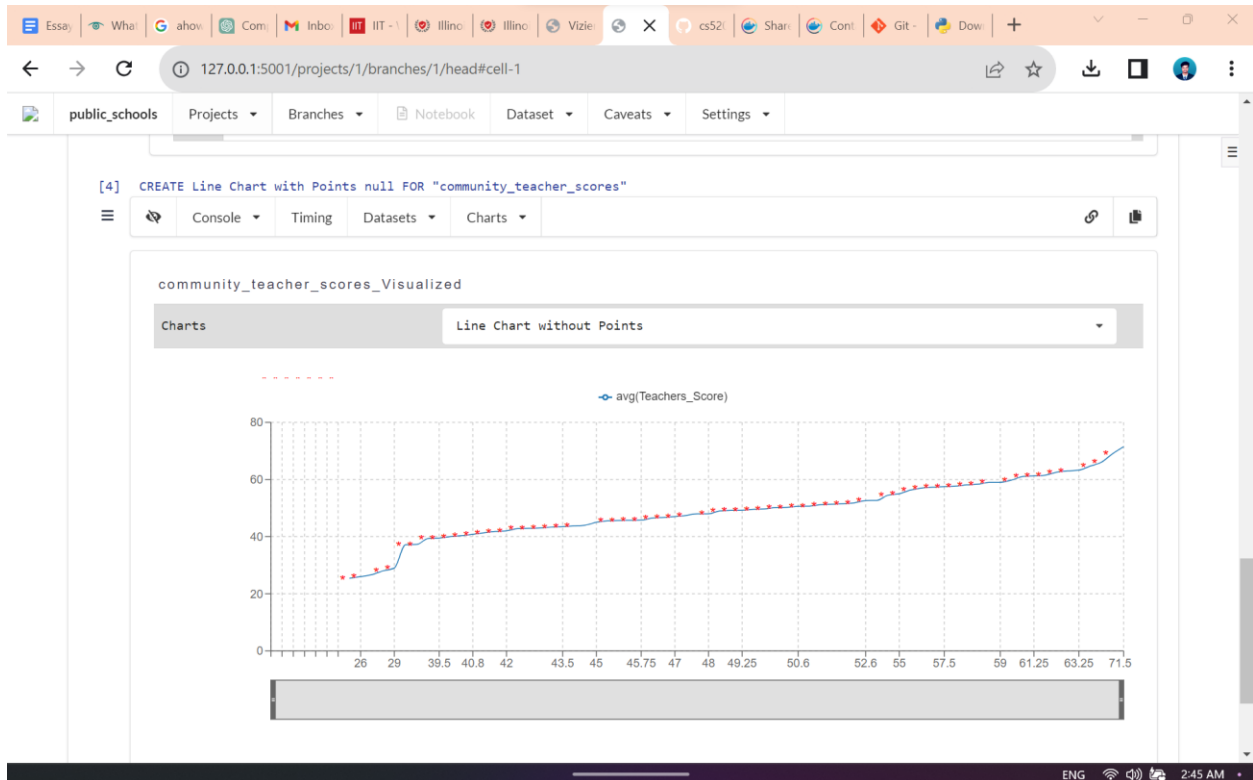 Essay What ahow Com Inbo IIT - \ Illino Illino Vizie cs520 Share Cont Git - Dow
127.0.0.1:5001/projects/1/branches/1/head#cell-1
public_schools Projects Branches Notebook Dataset Caveats Settings
[4] CREATE Line Chart with Points null FOR "community_teacher_scores"
Console Timing Datasets Charts
community_teacher_scores_Visualized
Charts Line Chart without Points
avg(Teachers_Score)
80
60
40
20
0
26 29 39.5 40.8 42 43.5 45 45.75 47 48 49.25 50.6 52.6 55 57.5 59 61.25 63.25 71.5
ENG 2:45 AM